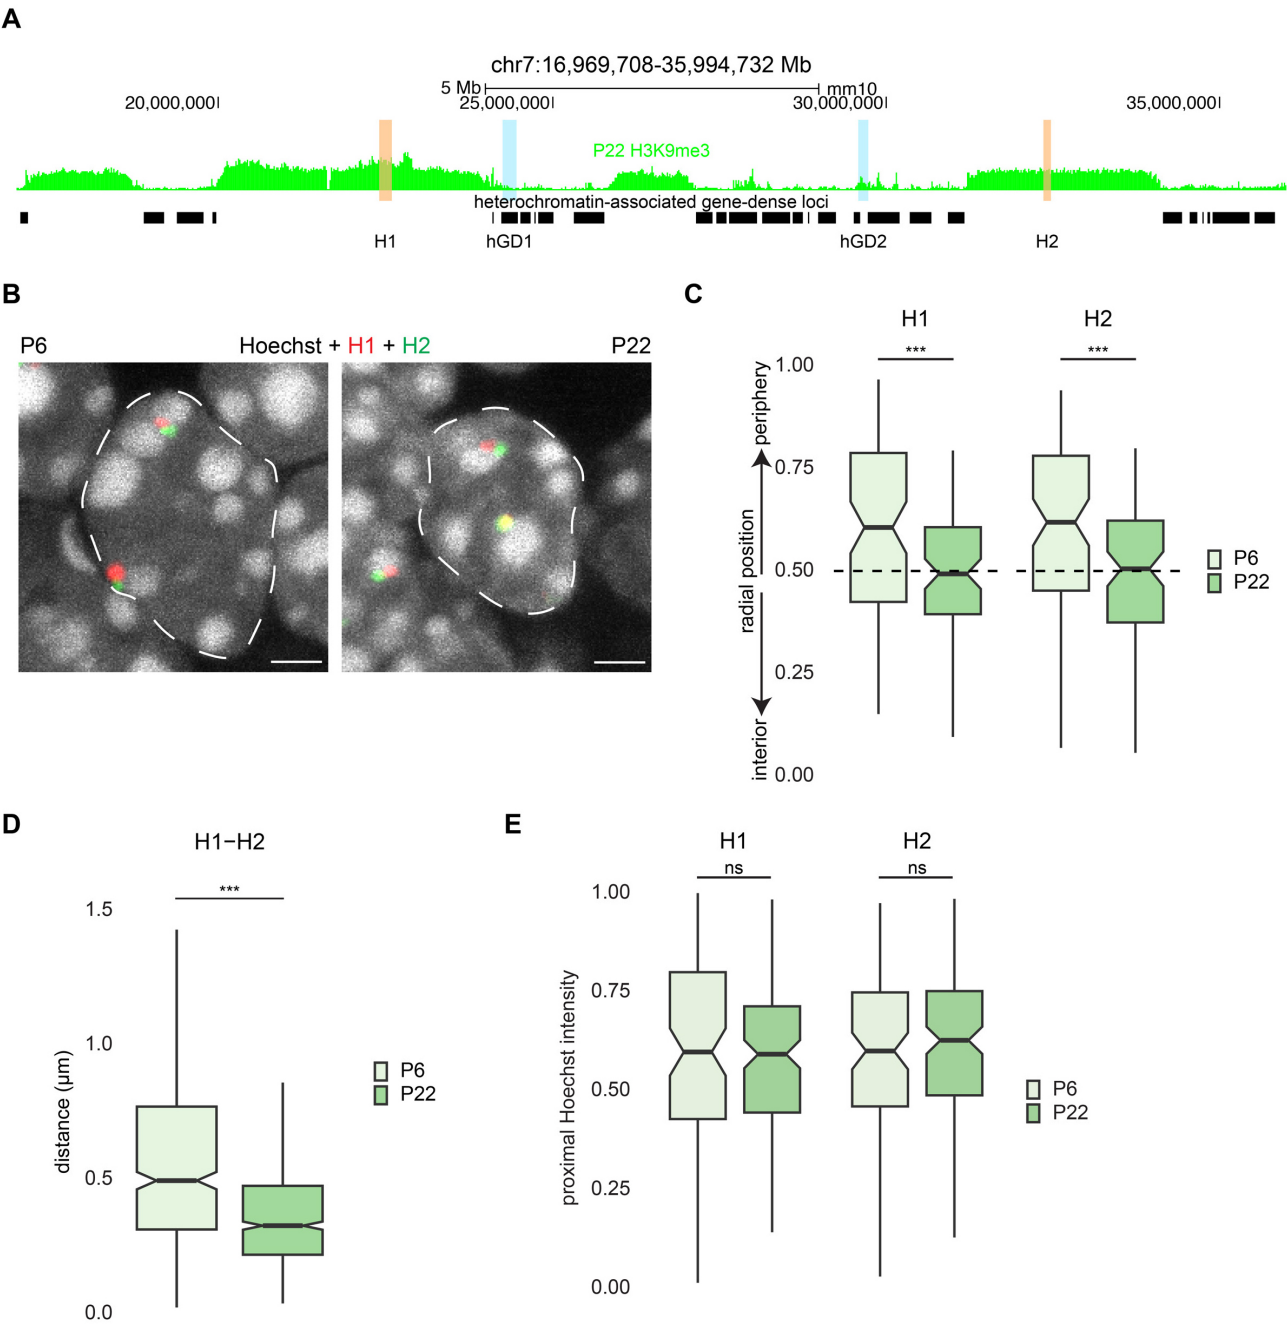 A
chr7:16,969,708-35,994,732 Mb
5 Mb mm10
20,000,000 25,000,000 30,000,000 35,000,000
P22 H3K9me3
heterochromatin-associated gene-dense loci
H1 hGD1 hGD2 H2
B
P6 Hoechst + H1 + H2 P22
C
H1 H2
*** ***
1.00
0.75
0.50
0.25
0.00
periphery
radial position
interior
P6
P22
D
H1−H2
***
1.5
1.0
0.5
0.0
distance (µm)
P6
P22
E
H1 H2
ns ns
1.00
0.75
0.50
0.25
0.00
proximal Hoechst intensity
P6
P22